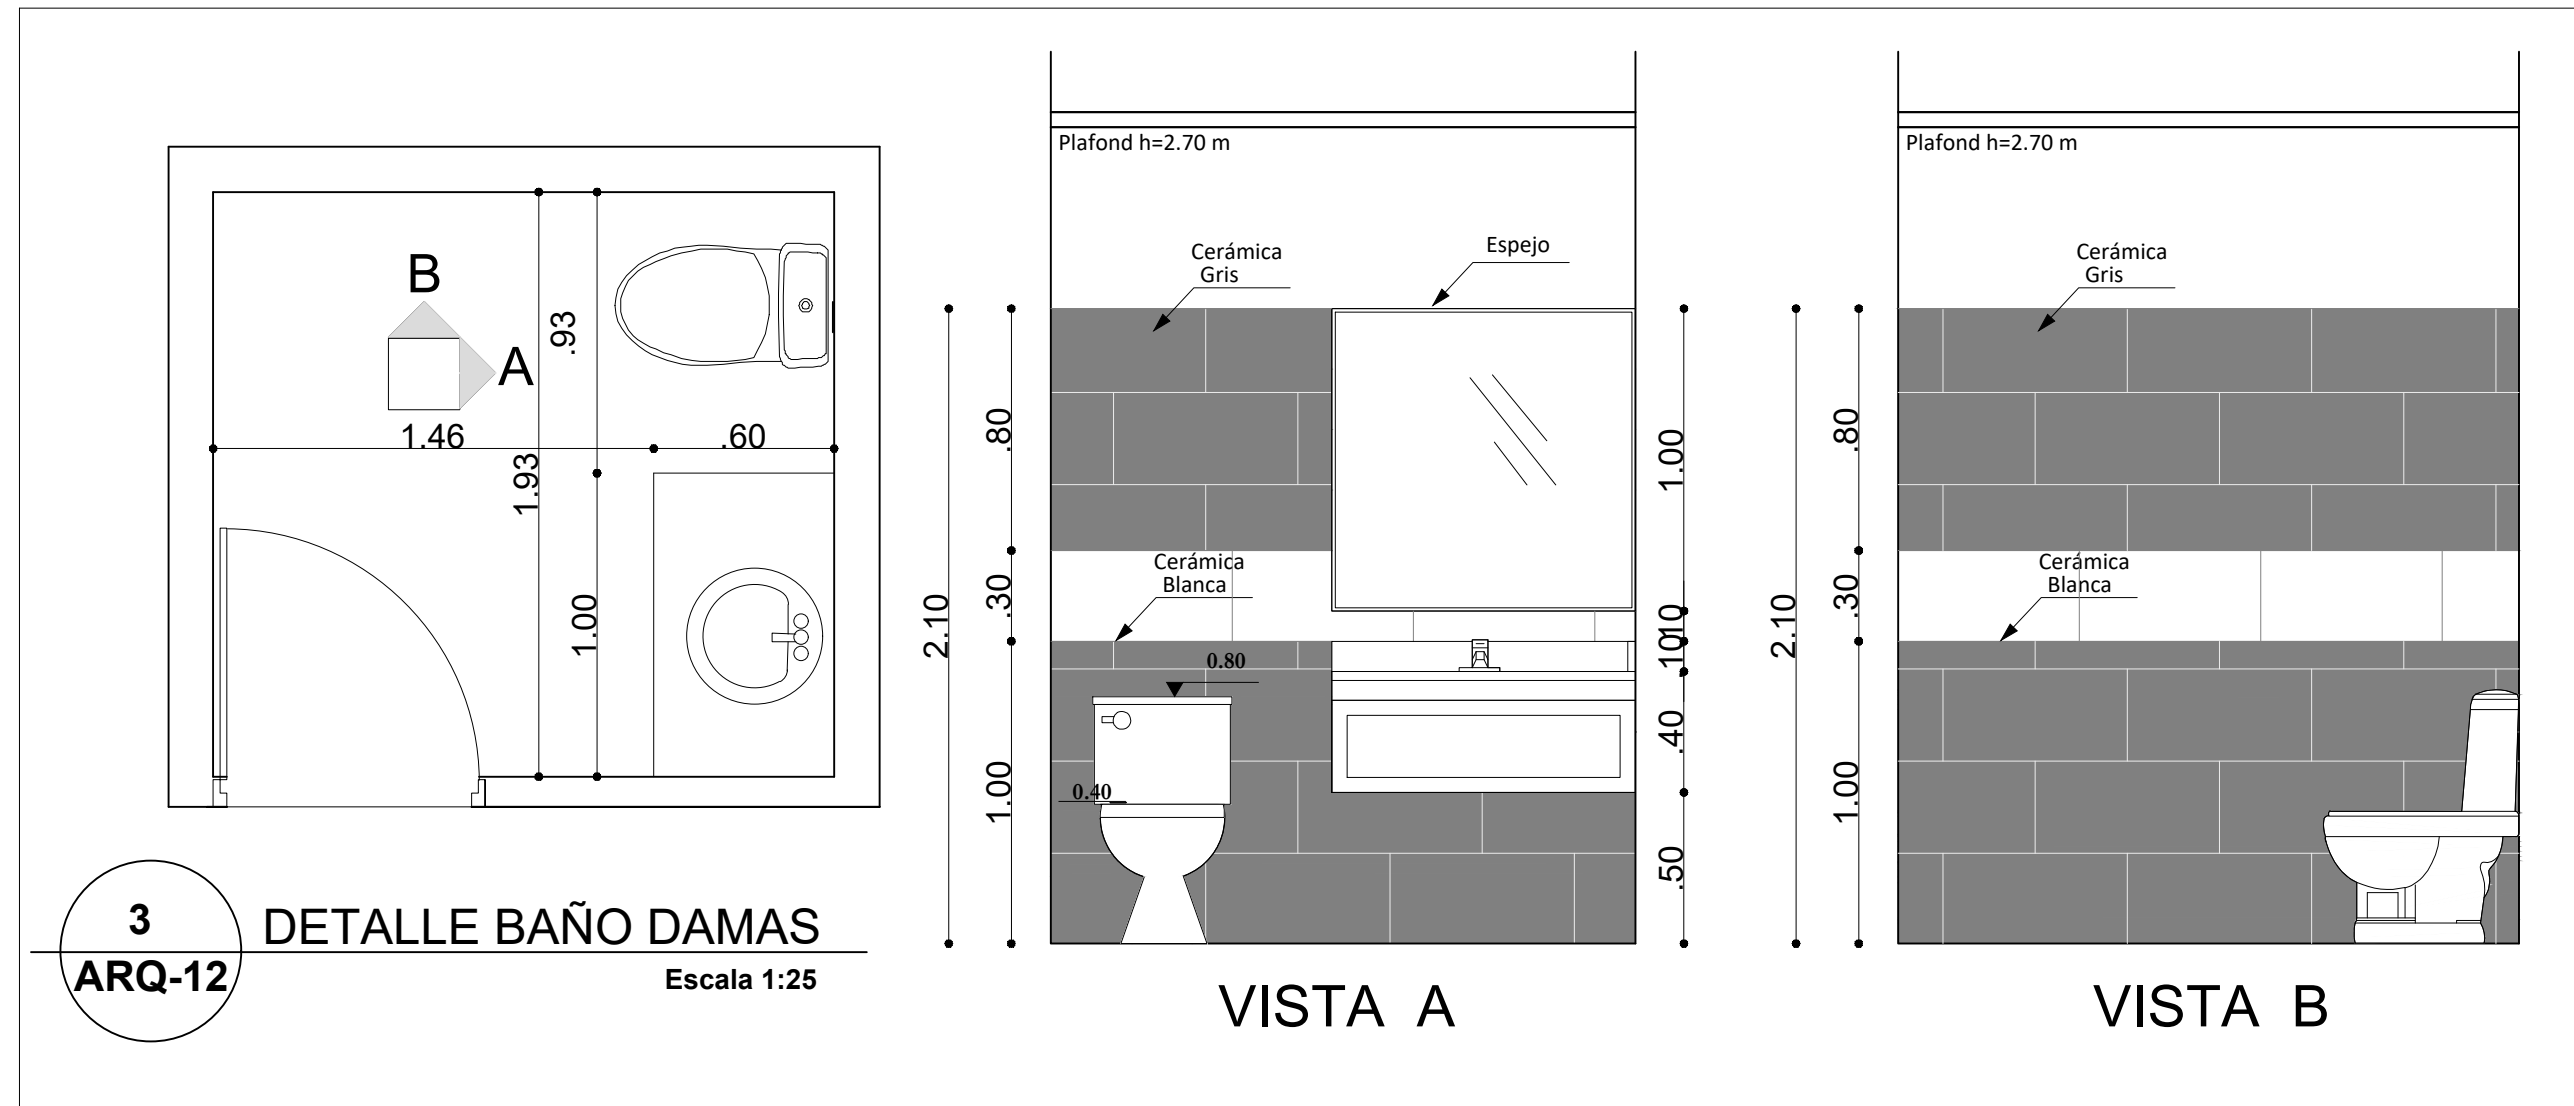 B
A
.93
1.46
.60
1.93
1.00
3
ARQ-12
DETALLE BAÑO DAMAS
Escala 1:25
Plafond h=2.70 m
Cerámica
Gris
Espejo
Cerámica
Blanca
0.80
0.40
2.10
.80
.30
1.00
1.00
.10
.10
.40
.50
VISTA A
Plafond h=2.70 m
Cerámica
Gris
Cerámica
Blanca
2.10
.80
.30
1.00
VISTA B